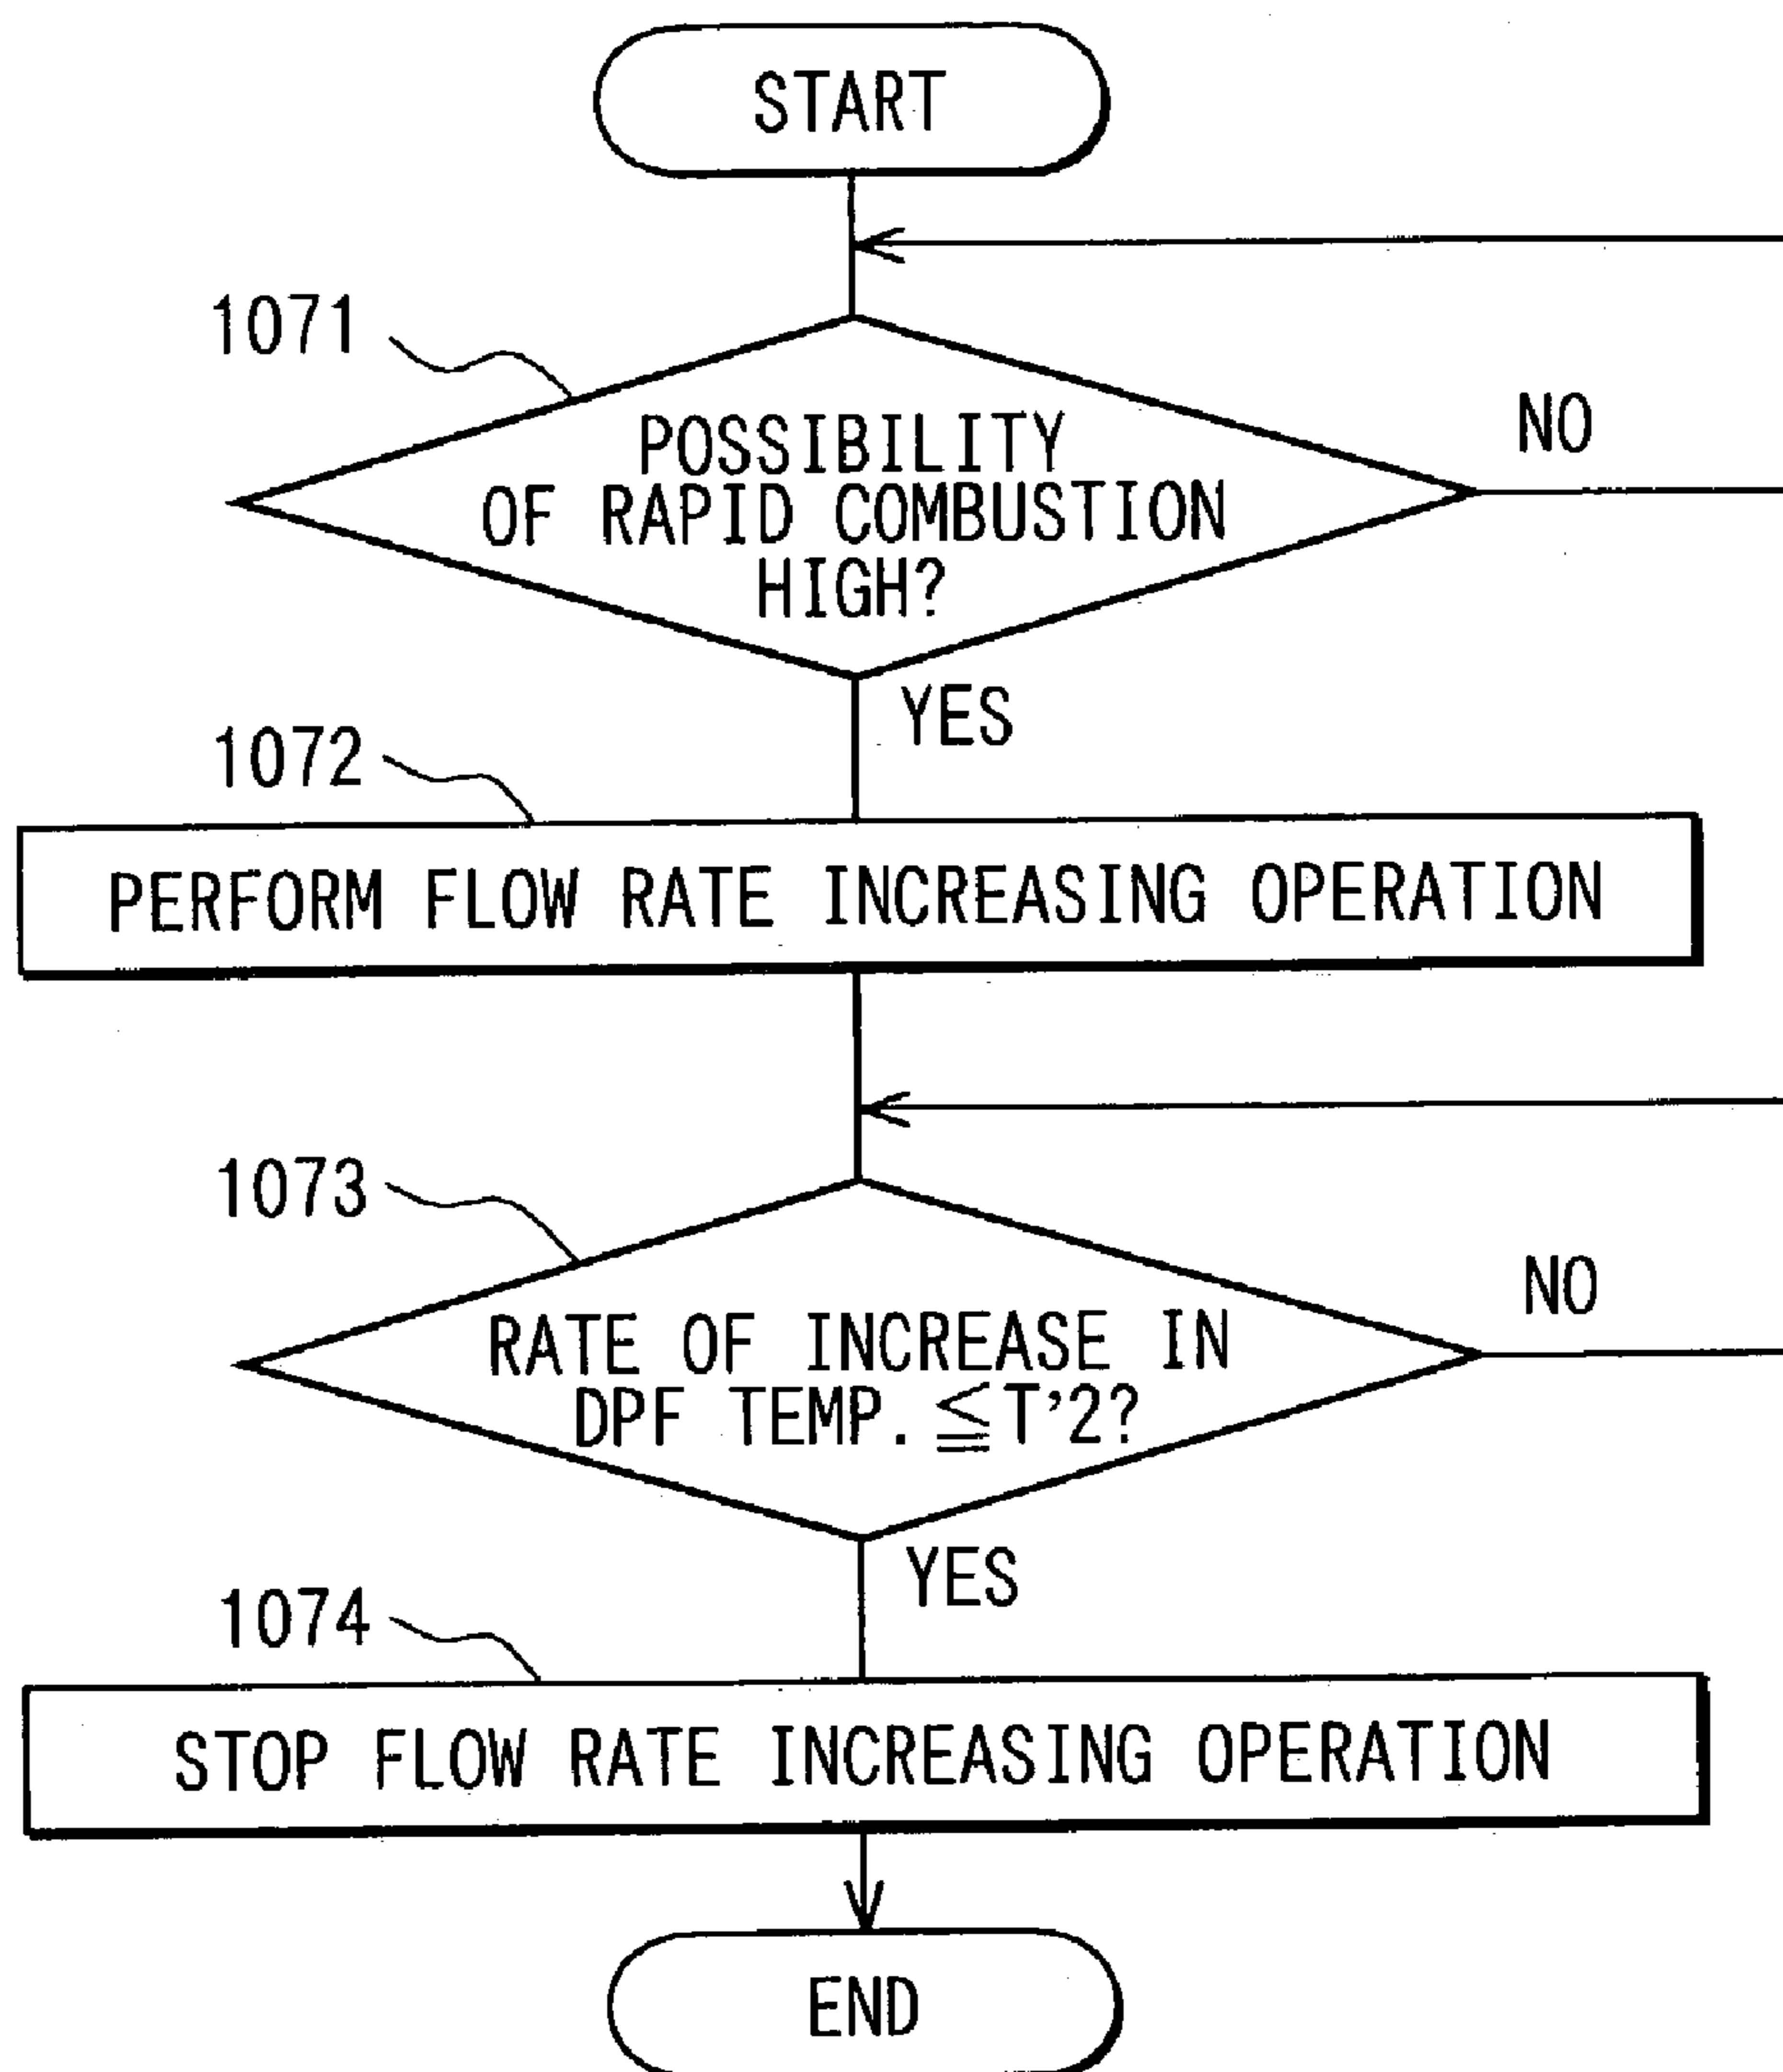 START
1071
POSSIBILITY
OF RAPID COMBUSTION
HIGH?
NO
YES
1072
PERFORM FLOW RATE INCREASING OPERATION
1073
RATE OF INCREASE IN
DPF TEMP. ≦T'2?
NO
YES
1074
STOP FLOW RATE INCREASING OPERATION
END